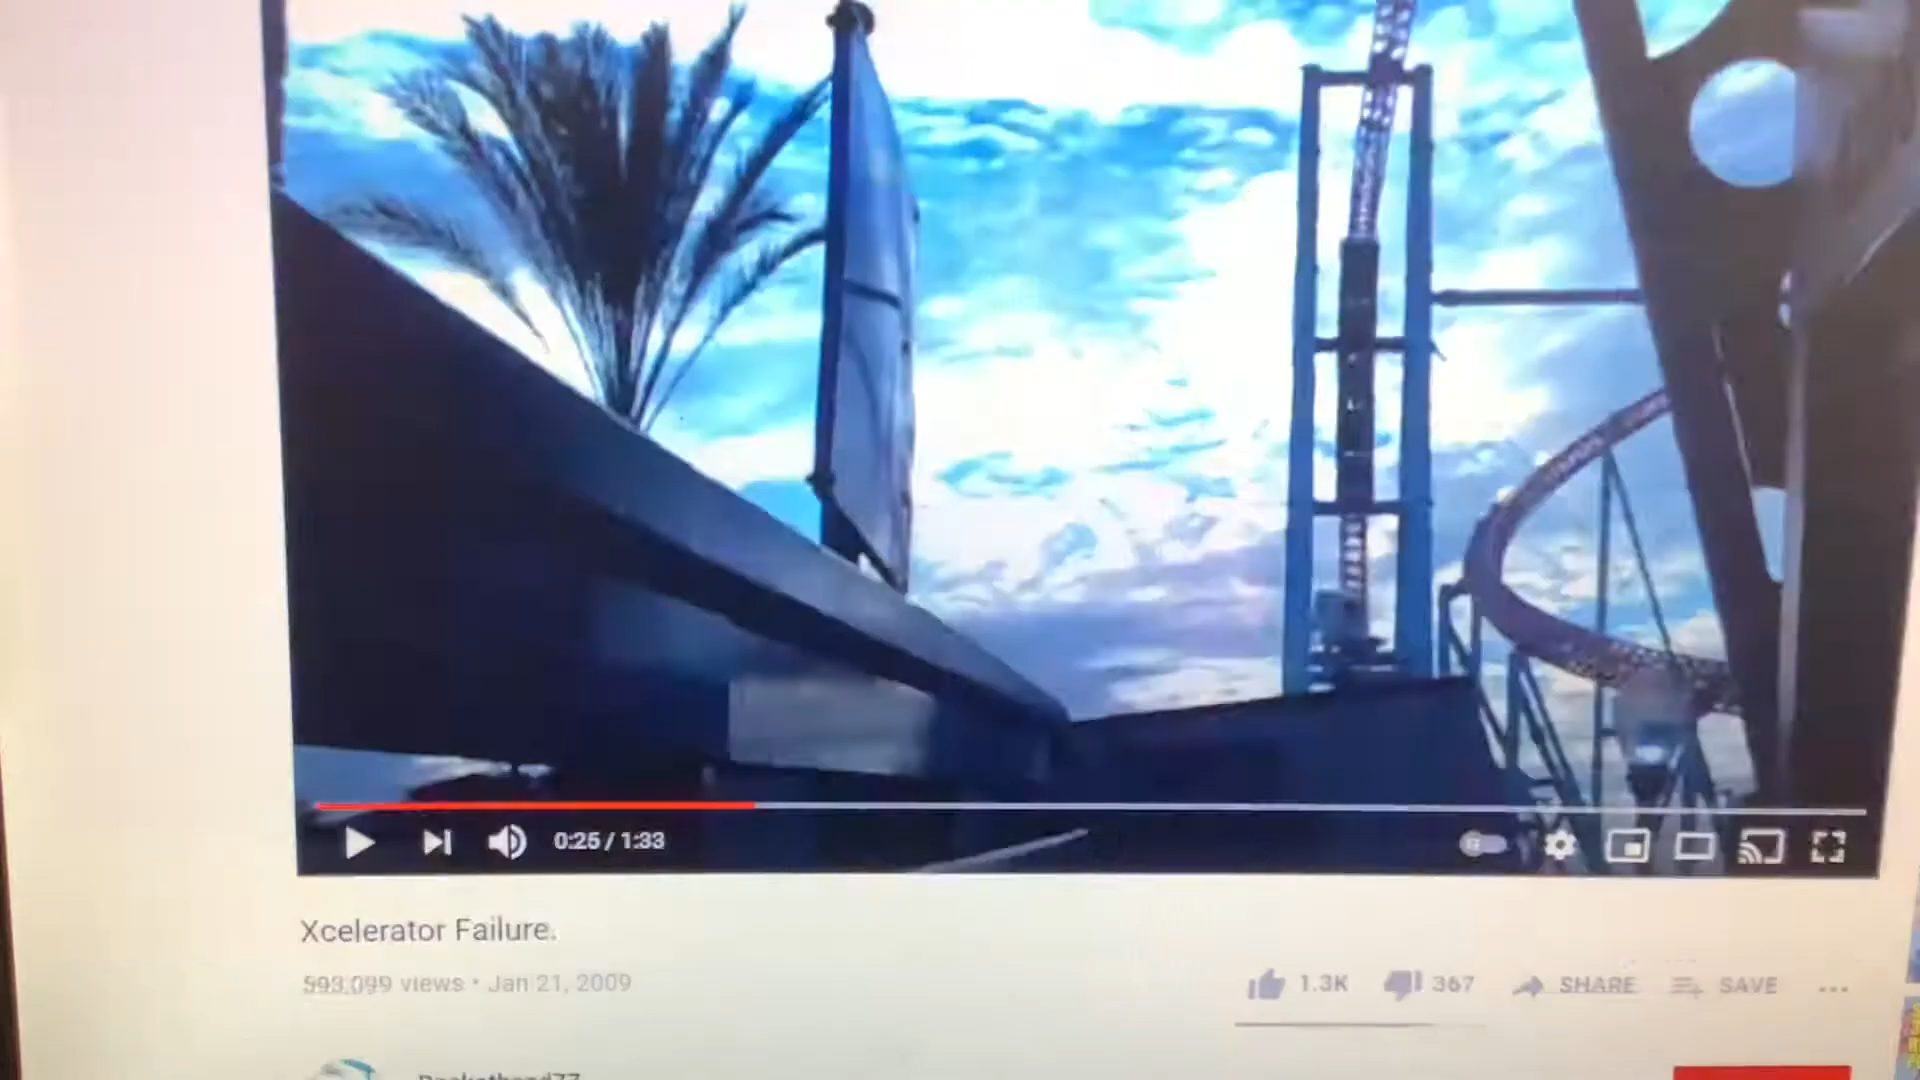 0:25 / 1:33
Xcelerator Failure.
593,099 views • Jan 21, 2009
1.3K 367 SHARE SAVE ...